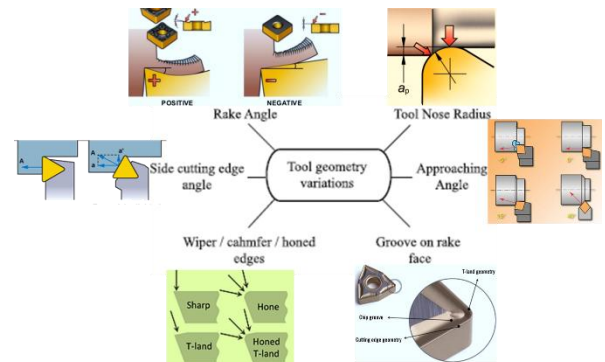 +
−
+
−
POSITIVE
NEGATIVE
Rake Angle
ap
Tool Nose Radius
A
A
a'
a
Side cutting edge
angle
Tool geometry
variations
Approaching
Angle
Wiper / cahmfer / honed
edges
Groove on rake
face
Sharp
Hone
T-land
Honed
T-land
T-land geometry
Chip groove
Cutting edge geometry